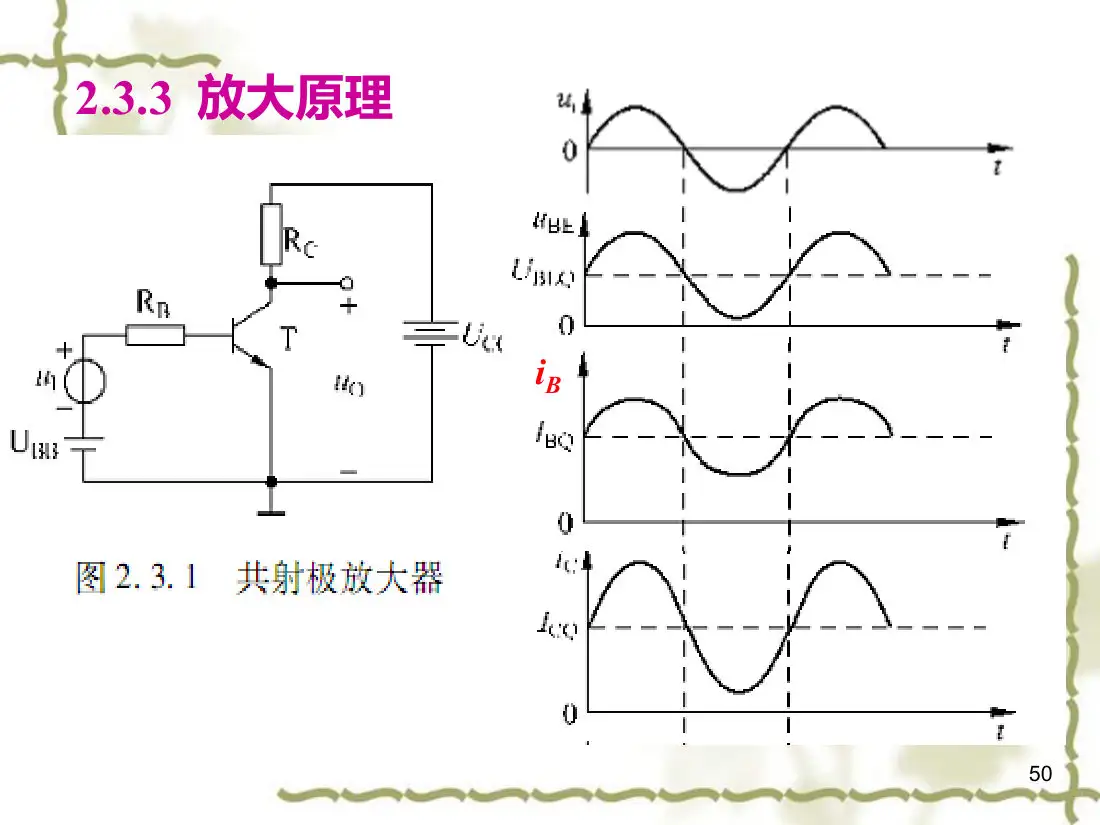 2.3.3 放大原理
R_C
R_B
T
u_I
U_BB
u_O
U_CC
+
−
+
−
图2.3.1 共射极放大器
u_I
0
t
u_BE
U_BEQ
0
t
i_B
I_BQ
0
t
i_C
I_CQ
0
t
50